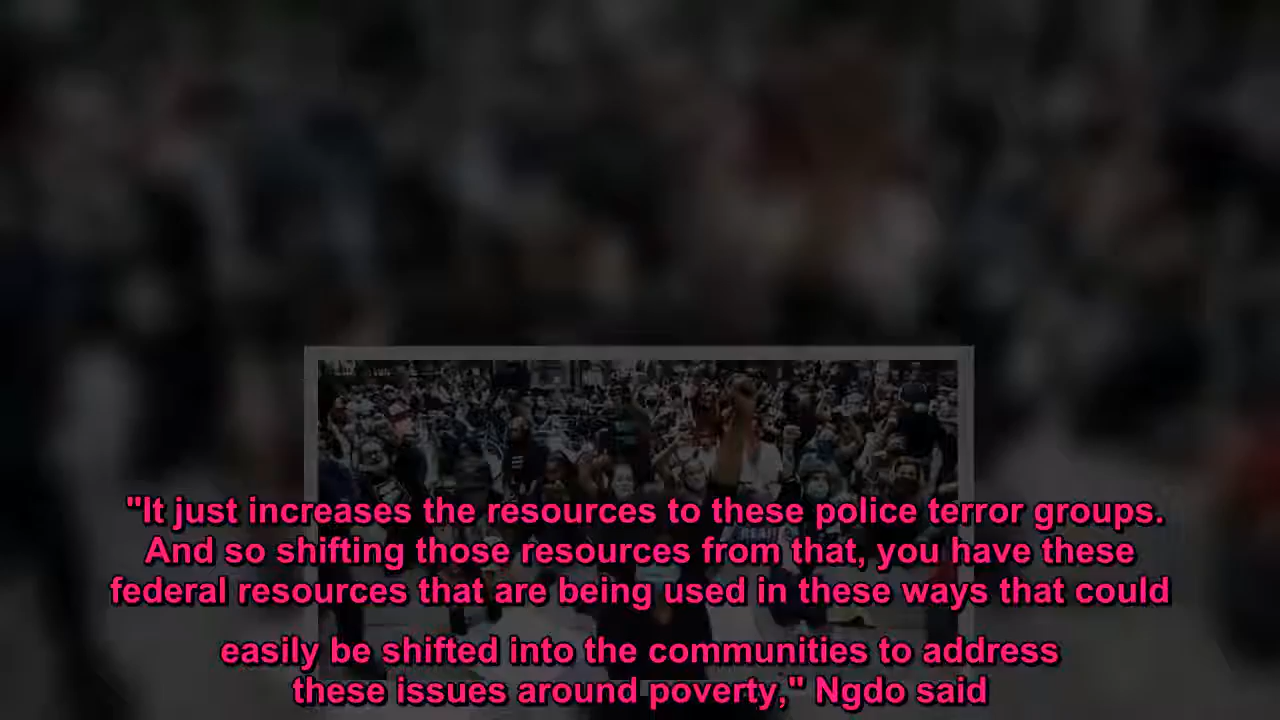 "It just increases the resources to these police terror groups.
And so shifting those resources from that, you have these
federal resources that are being used in these ways that could
easily be shifted into the communities to address
these issues around poverty," Ngdo said